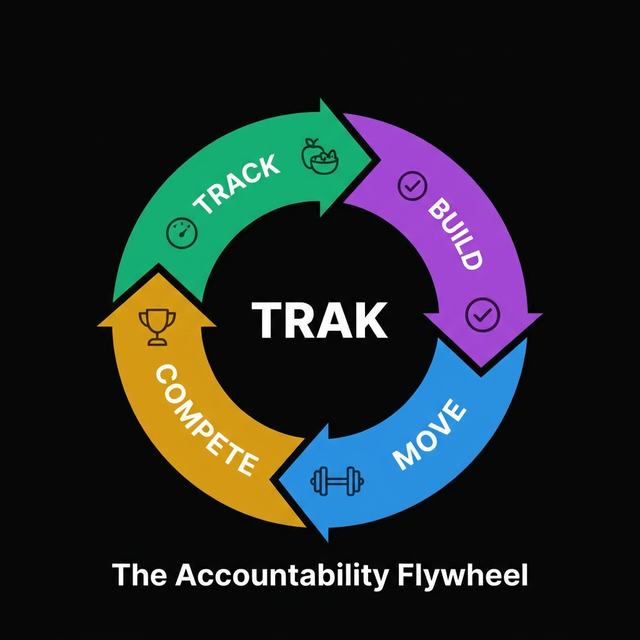 TRACK
BUILD
TRAK
COMPETE
MOVE
The Accountability Flywheel